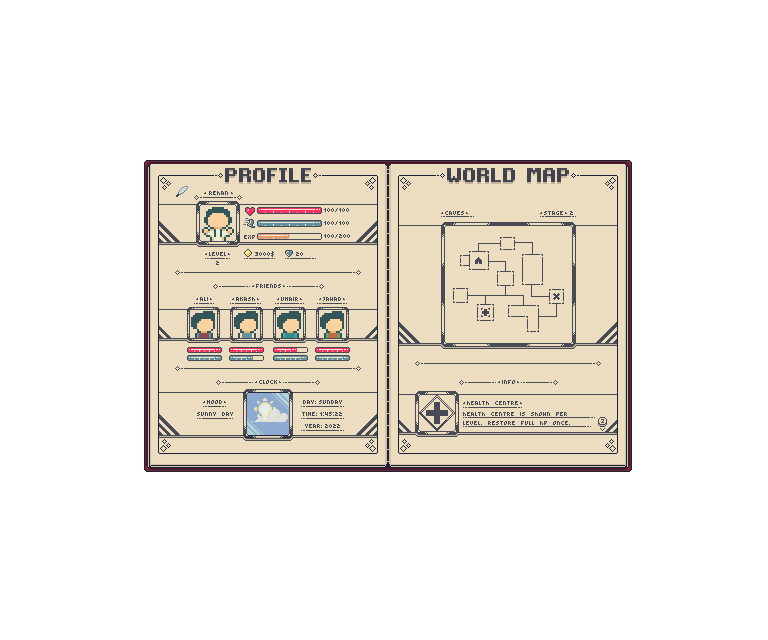 PROFILE
REHAN
100/100
100/100
EXP 100/200
LEVEL
2
3000$
20
FRIENDS
ALI
AKASH
UMAIR
FAHAD
CLOCK
MOOD
SUNNY DAY
DAY: SUNDAY
TIME: 1:45:22
YEAR: 2022
WORLD MAP
CAVES
STAGE 2
INFO
HEALTH CENTRE
HEALTH CENTRE IS SHOWN PER
LEVEL. RESTORE FULL HP ONCE.